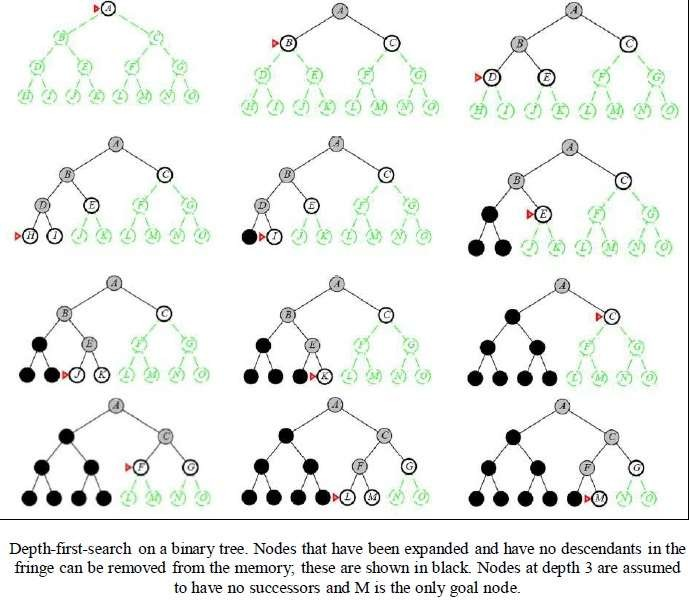 A
B C
D E F G
H I J K L M N O
A
B C
D E F G
H I J K L M N O
A
B C
D E F G
H I J K L M N O
A
B C
D E F G
H I J K L M N O
A
B C
D E F G
I J K L M N O
A
B C
E F G
J K L M N O
A
B C
E F G
J K L M N O
A
B C
E F G
K L M N O
A
C
F G
L M N O
A
C
F G
L M N O
A
C
F G
L M N O
A
C
F G
M N O
Depth-first-search on a binary tree. Nodes that have been expanded and have no descendants in the
fringe can be removed from the memory; these are shown in black. Nodes at depth 3 are assumed
to have no successors and M is the only goal node.